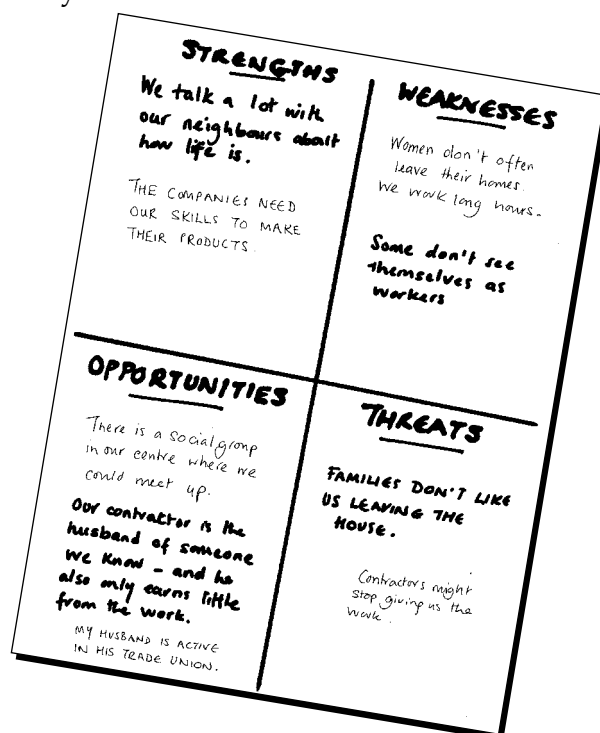 STRENGTHS
We talk a lot with
our neighbours about
how life is.
THE COMPANIES NEED
OUR SKILLS TO MAKE
THEIR PRODUCTS.
WEAKNESSES
Women don't often
leave their homes.
We work long hours.
Some don't see
themselves as
workers
OPPORTUNITIES
There is a social group
in our centre where we
could meet up.
Our contractor is the
husband of someone
we know - and he
also only earns little
from the work.
MY HUSBAND IS ACTIVE
IN HIS TRADE UNION.
THREATS
FAMILIES DON'T LIKE
US LEAVING THE
HOUSE.
Contractors might
stop giving us the
work.